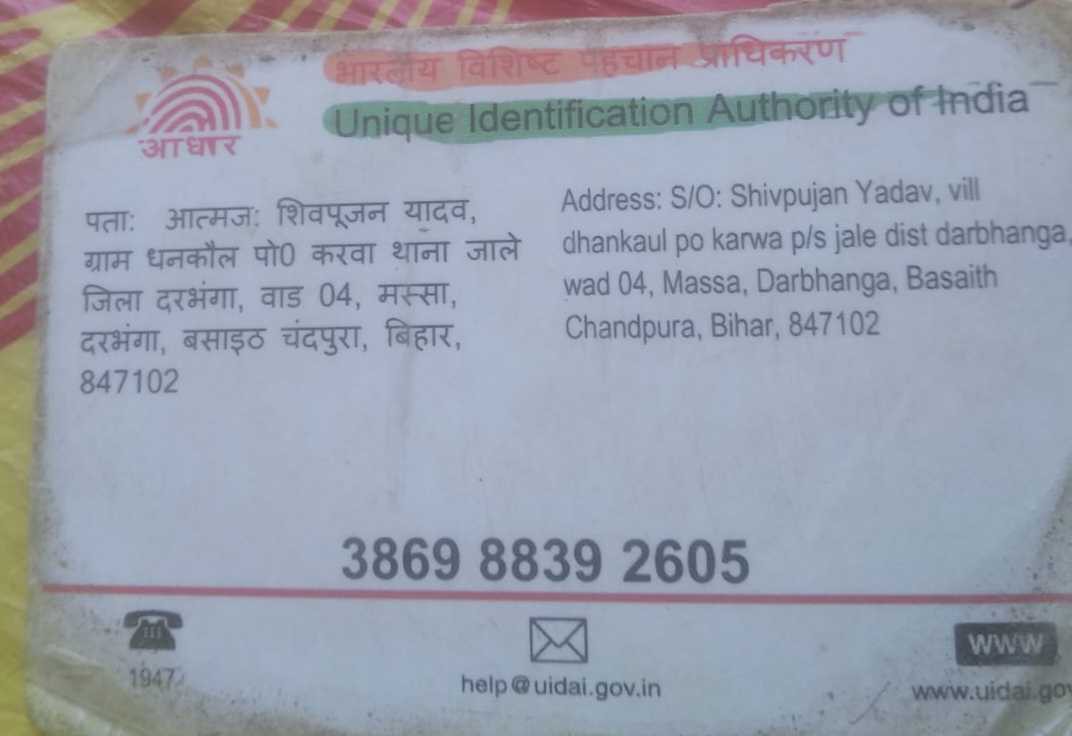 भारतीय विशिष्ट पहचान प्राधिकरण
Unique Identification Authority of India
आधार
पता: आत्मज: शिवपूजन यादव,
ग्राम धनकौल पो0 करवा थाना जाले
जिला दरभंगा, वाड 04, मस्सा,
दरभंगा, बसाइठ चंदपुरा, बिहार,
847102
Address: S/O: Shivpujan Yadav, vill
dhankaul po karwa p/s jale dist darbhanga,
wad 04, Massa, Darbhanga, Basaith
Chandpura, Bihar, 847102
3869 8839 2605
1947
help@uidai.gov.in
www
www.uidai.gov